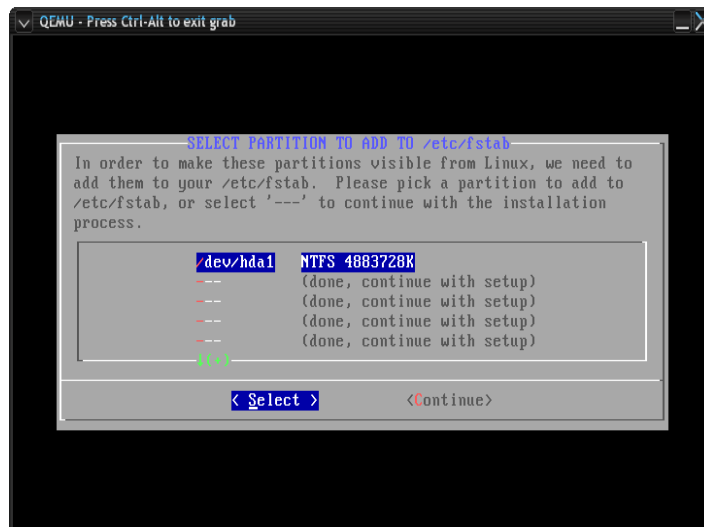 QEMU - Press Ctrl-Alt to exit grab
SELECT PARTITION TO ADD TO /etc/fstab
In order to make these partitions visible from Linux, we need to
add them to your /etc/fstab.  Please pick a partition to add to
/etc/fstab, or select '---' to continue with the installation
process.
/dev/hda1 NTFS 4883728K
--- (done, continue with setup)
--- (done, continue with setup)
--- (done, continue with setup)
--- (done, continue with setup)
↓(+)
< Select > <Continue>